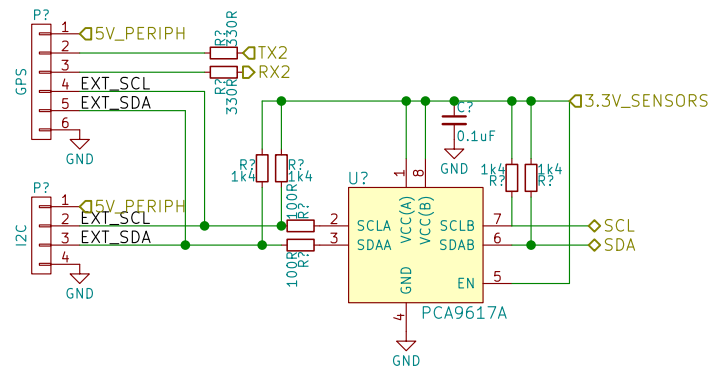 P?
GPS
1
5V_PERIPH
2
R?
330R
TX2
3
R?
330R
RX2
4
EXT_SCL
5
EXT_SDA
6
GND
3.3V_SENSORS
C?
0.1uF
GND
R?
1k4
R?
1k4
1k4
R?
1k4
R?
P?
I2C
1
5V_PERIPH
2
EXT_SCL
3
EXT_SDA
4
GND
100R
R?
100R
R?
U?
1
8
VCC(A)
VCC(B)
2
SCLA
SCLB
7
SCL
3
SDAA
SDAB
6
SDA
GND
EN
5
4
PCA9617A
GND